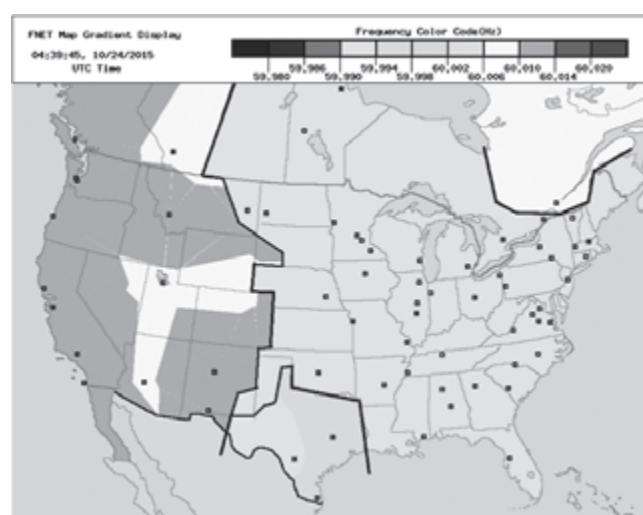 FNET Map Gradient Display
04:39:45, 10/24/2015
UTC Time
Frequency Color Code(Hz)
59.980 59.986 59.990 59.994 59.998 60.002 60.006 60.010 60.014 60.020